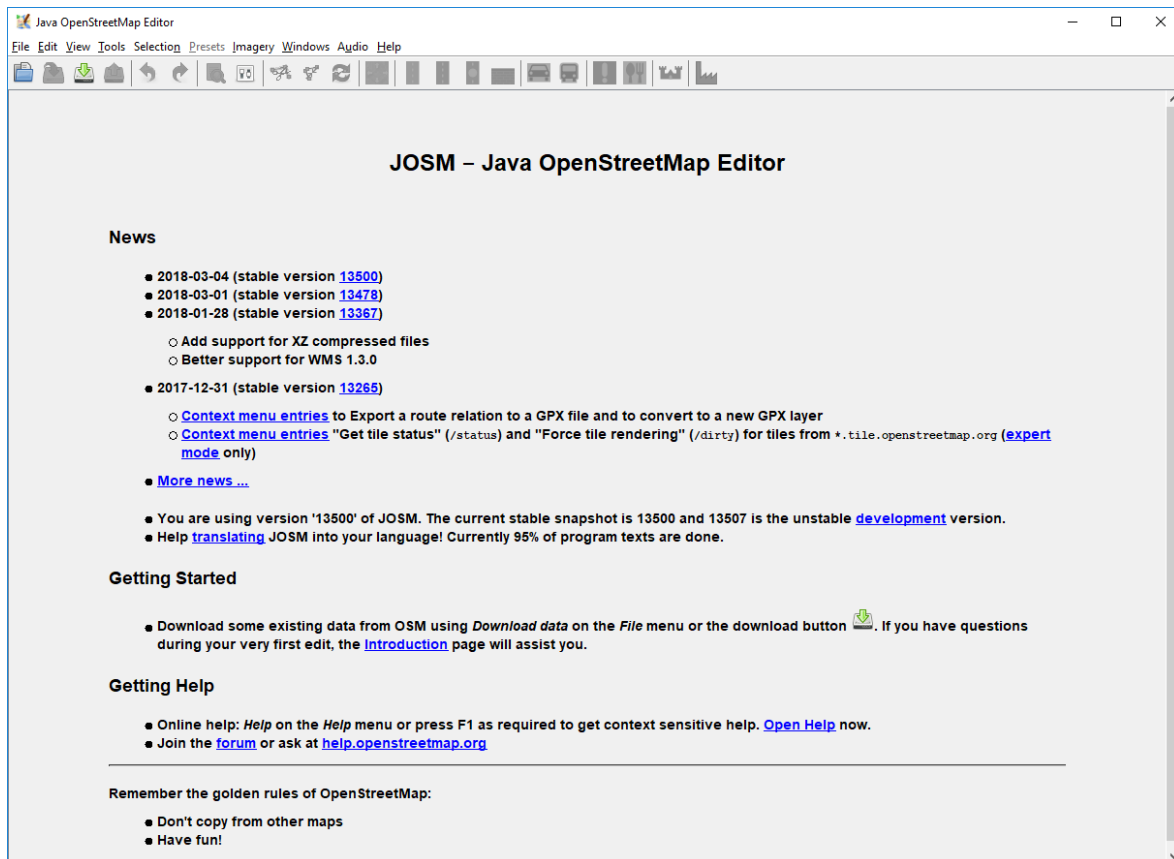 Java OpenStreetMap Editor
File Edit View Tools Selection Presets Imagery Windows Audio Help
JOSM – Java OpenStreetMap Editor
News
2018-03-04 (stable version 13500)
2018-03-01 (stable version 13478)
2018-01-28 (stable version 13367)
Add support for XZ compressed files
Better support for WMS 1.3.0
2017-12-31 (stable version 13265)
Context menu entries to Export a route relation to a GPX file and to convert to a new GPX layer
Context menu entries "Get tile status" (/status) and "Force tile rendering" (/dirty) for tiles from *.tile.openstreetmap.org (expert
mode only)
More news ...
You are using version '13500' of JOSM. The current stable snapshot is 13500 and 13507 is the unstable development version.
Help translating JOSM into your language! Currently 95% of program texts are done.
Getting Started
Download some existing data from OSM using Download data on the File menu or the download button . If you have questions
during your very first edit, the Introduction page will assist you.
Getting Help
Online help: Help on the Help menu or press F1 as required to get context sensitive help. Open Help now.
Join the forum or ask at help.openstreetmap.org
Remember the golden rules of OpenStreetMap:
Don't copy from other maps
Have fun!